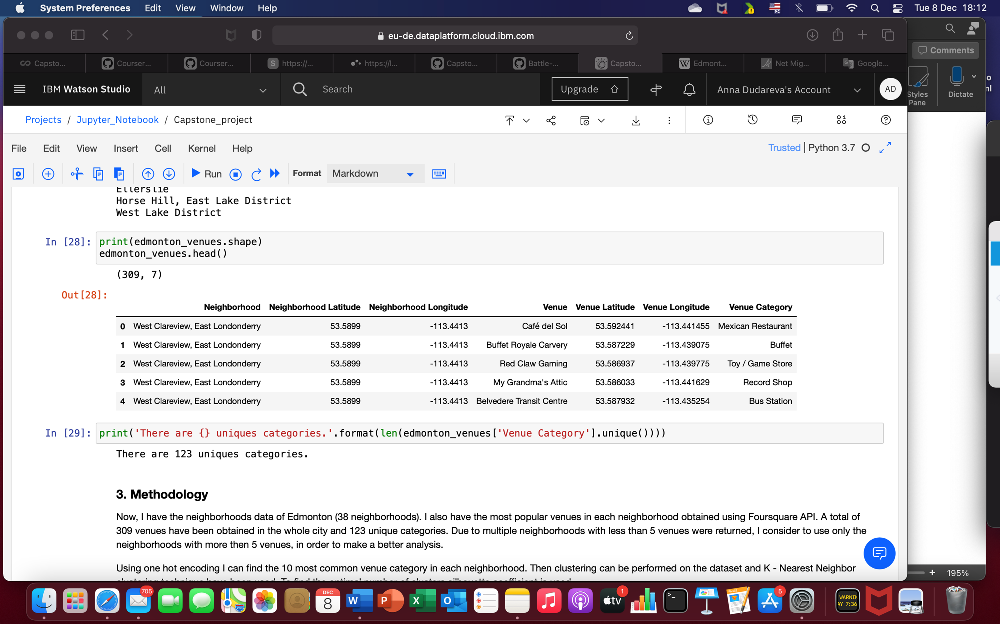 System Preferences Edit View Window Help
PC
Tue 8 Dec 18:12
eu-de.dataplatform.cloud.ibm.com
Comments
Capsto... Courser... Courser... S https://... https://l... Capsto... Battle-... Capsto... W Edmont... Net Mig... Google...
IBM Watson Studio All Search Upgrade Anna Dudareva's Account AD
Styles Pane
Dictate
Projects / Jupyter_Notebook / Capstone_project
File Edit View Insert Cell Kernel Help
Trusted | Python 3.7
Run Format Markdown
Ellerslie
Horse Hill, East Lake District
West Lake District
In [28]: print(edmonton_venues.shape)
edmonton_venues.head()
(309, 7)
Out[28]:
Neighborhood Neighborhood Latitude Neighborhood Longitude Venue Venue Latitude Venue Longitude Venue Category
0 West Clareview, East Londonderry 53.5899 -113.4413 Café del Sol 53.592441 -113.441455 Mexican Restaurant
1 West Clareview, East Londonderry 53.5899 -113.4413 Buffet Royale Carvery 53.587229 -113.439075 Buffet
2 West Clareview, East Londonderry 53.5899 -113.4413 Red Claw Gaming 53.586937 -113.439775 Toy / Game Store
3 West Clareview, East Londonderry 53.5899 -113.4413 My Grandma's Attic 53.586033 -113.441629 Record Shop
4 West Clareview, East Londonderry 53.5899 -113.4413 Belvedere Transit Centre 53.587932 -113.435254 Bus Station
In [29]: print('There are {} uniques categories.'.format(len(edmonton_venues['Venue Category'].unique())))
There are 123 uniques categories.
3. Methodology
Now, I have the neighborhoods data of Edmonton (38 neighborhoods). I also have the most popular venues in each neighborhood obtained using Foursquare API. A total of
309 venues have been obtained in the whole city and 123 unique categories. Due to multiple neighborhoods with less than 5 venues were returned, I consider to use only the
neighborhoods with more then 5 venues, in order to make a better analysis.
Using one hot encoding I can find the 10 most common venue category in each neighborhood. Then clustering can be performed on the dataset and K - Nearest Neighbor
195%
705
DEC
8
W P X O
280
tv
1
PAGES
5
WARNIN
AY 7:36